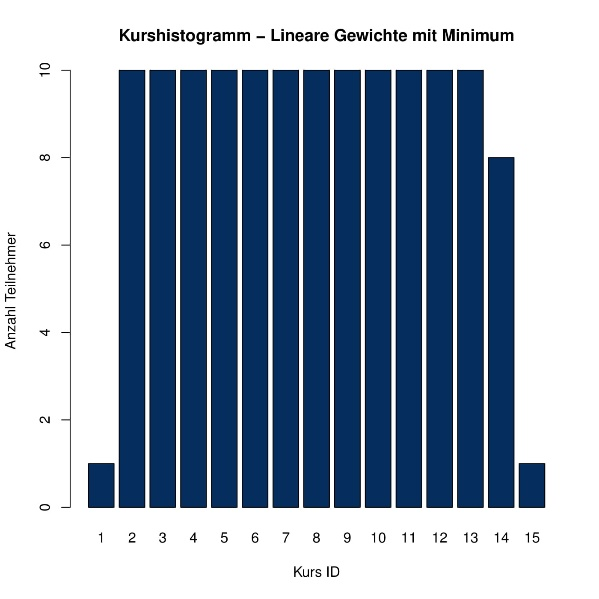 Kurshistogramm – Lineare Gewichte mit Minimum
Anzahl Teilnehmer
10
8
6
4
2
0
1 2 3 4 5 6 7 8 9 10 11 12 13 14 15
Kurs ID